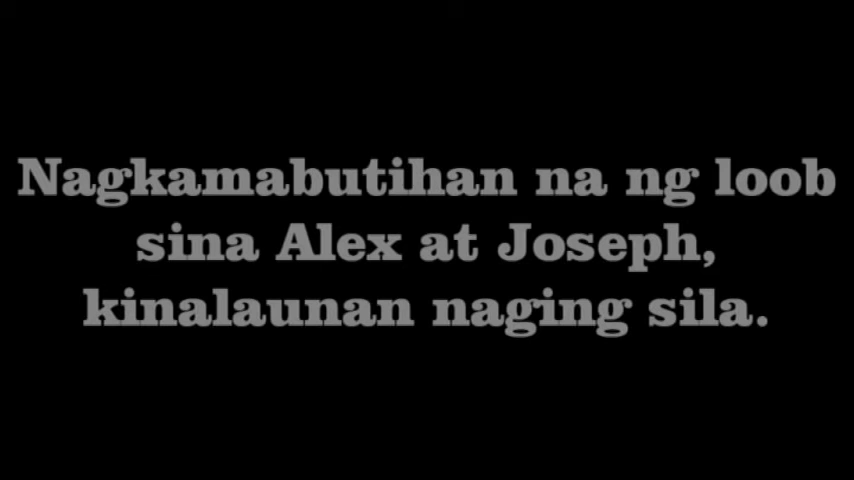 Nagkamabutihan na ng loob
sina Alex at Joseph,
kinalaunan naging sila.